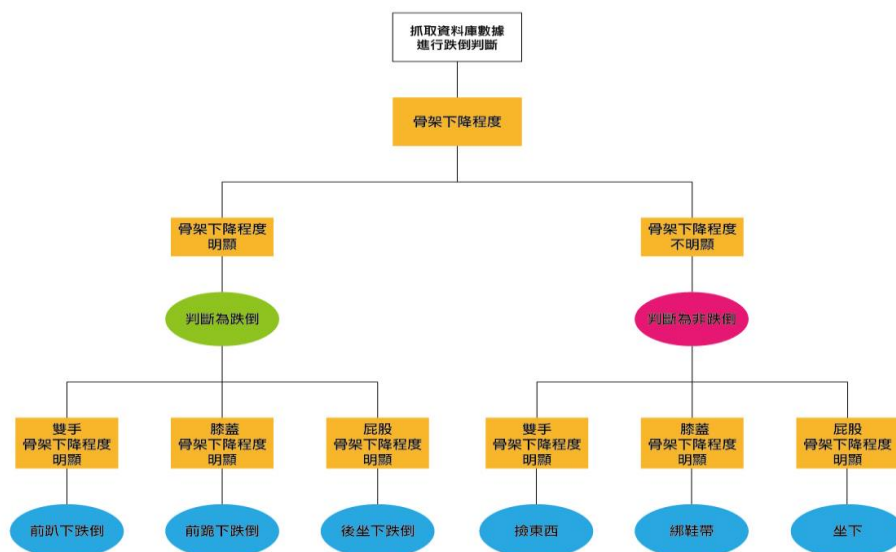 抓取資料庫數據
進行跌倒判斷
骨架下降程度
骨架下降程度
明顯
骨架下降程度
不明顯
判斷為跌倒
判斷為非跌倒
雙手
骨架下降程度
明顯
膝蓋
骨架下降程度
明顯
屁股
骨架下降程度
明顯
雙手
骨架下降程度
明顯
膝蓋
骨架下降程度
明顯
屁股
骨架下降程度
明顯
前趴下跌倒
前跪下跌倒
後坐下跌倒
撿東西
綁鞋帶
坐下